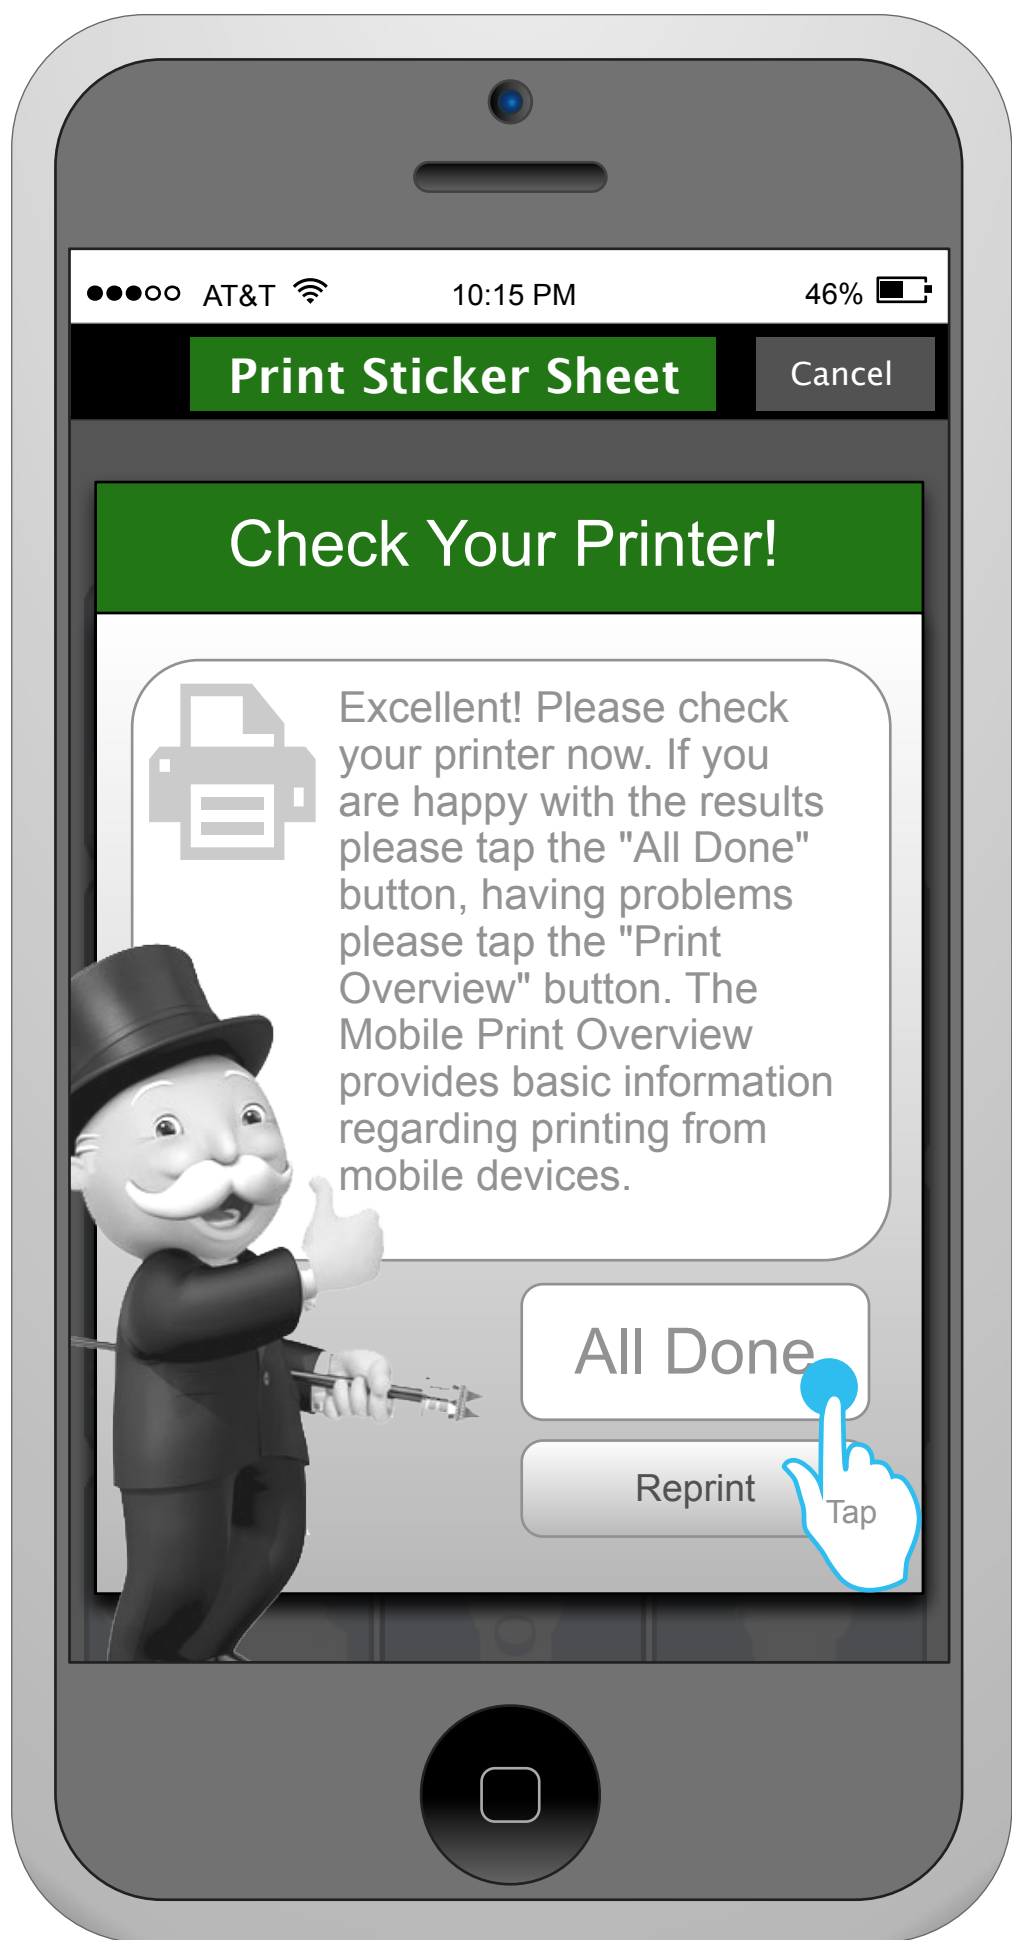 AT&T 10:15 PM 46%
Print Sticker Sheet Cancel
Check Your Printer!
Excellent! Please check
your printer now. If you
are happy with the results
please tap the "All Done"
button, having problems
please tap the "Print
Overview" button. The
Mobile Print Overview
provides basic information
regarding printing from
mobile devices.
All Done
Reprint
Tap